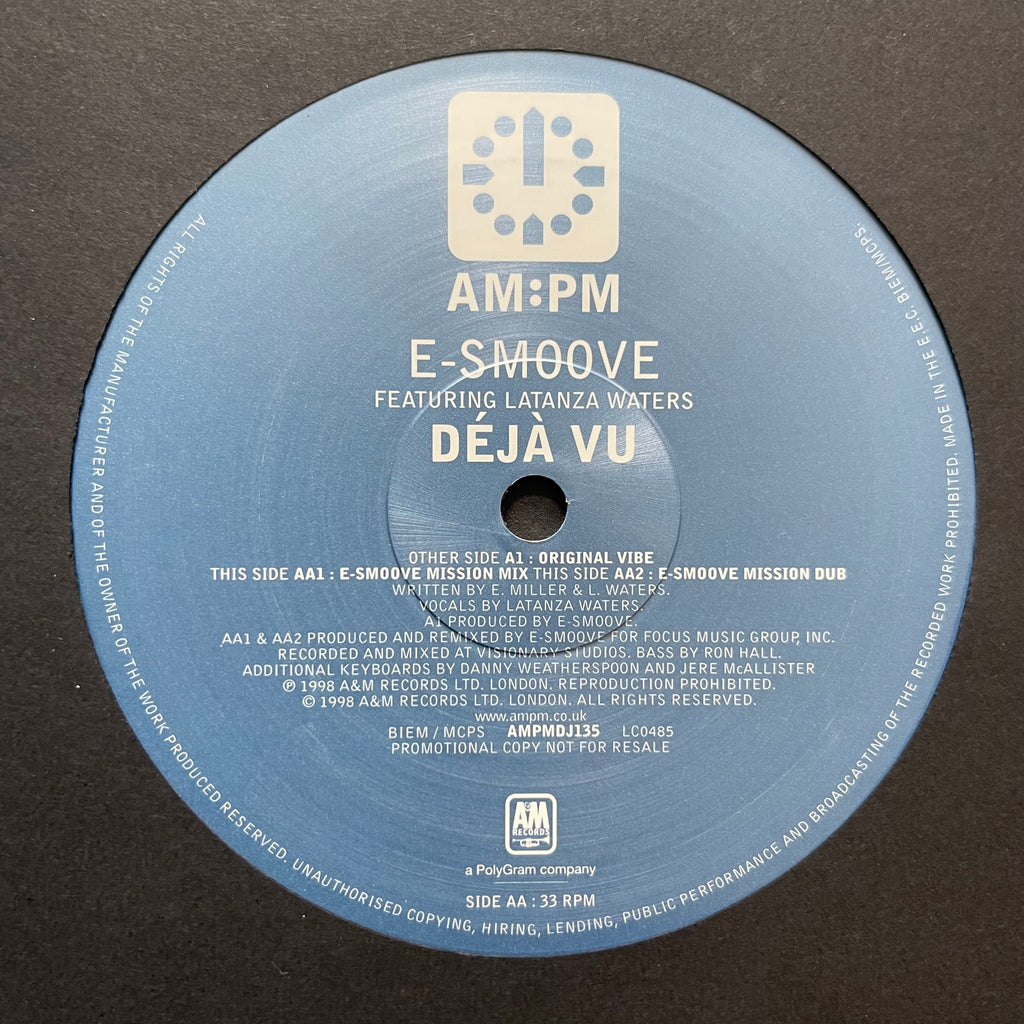 AM:PM
E-SMOOVE
FEATURING LATANZA WATERS
DÉJÀ VU
OTHER SIDE A1 : ORIGINAL VIBE
THIS SIDE AA1 : E-SMOOVE MISSION MIX THIS SIDE AA2 : E-SMOOVE MISSION DUB
WRITTEN BY E. MILLER & L. WATERS.
VOCALS BY LATANZA WATERS.
A1 PRODUCED BY E-SMOOVE.
AA1 & AA2 PRODUCED AND REMIXED BY E-SMOOVE FOR FOCUS MUSIC GROUP, INC.
RECORDED AND MIXED AT VISIONARY STUDIOS. BASS BY RON HALL.
ADDITIONAL KEYBOARDS BY DANNY WEATHERSPOON AND JERE McALLISTER
℗ 1998 A&M RECORDS LTD. LONDON. REPRODUCTION PROHIBITED.
© 1998 A&M RECORDS LTD. LONDON. ALL RIGHTS RESERVED.
www.ampm.co.uk
BIEM / MCPS AMPMDJ135 LC0485
PROMOTIONAL COPY NOT FOR RESALE
A&M
RECORDS
a PolyGram company
SIDE AA : 33 RPM
ALL RIGHTS OF THE MANUFACTURER AND OF THE OWNER OF THE WORK PRODUCED RESERVED. UNAUTHORISED COPYING, HIRING, LENDING, PUBLIC PERFORMANCE AND BROADCASTING OF THE RECORDED WORK PROHIBITED. MADE IN THE E.E.C. BIEM/MCPS.